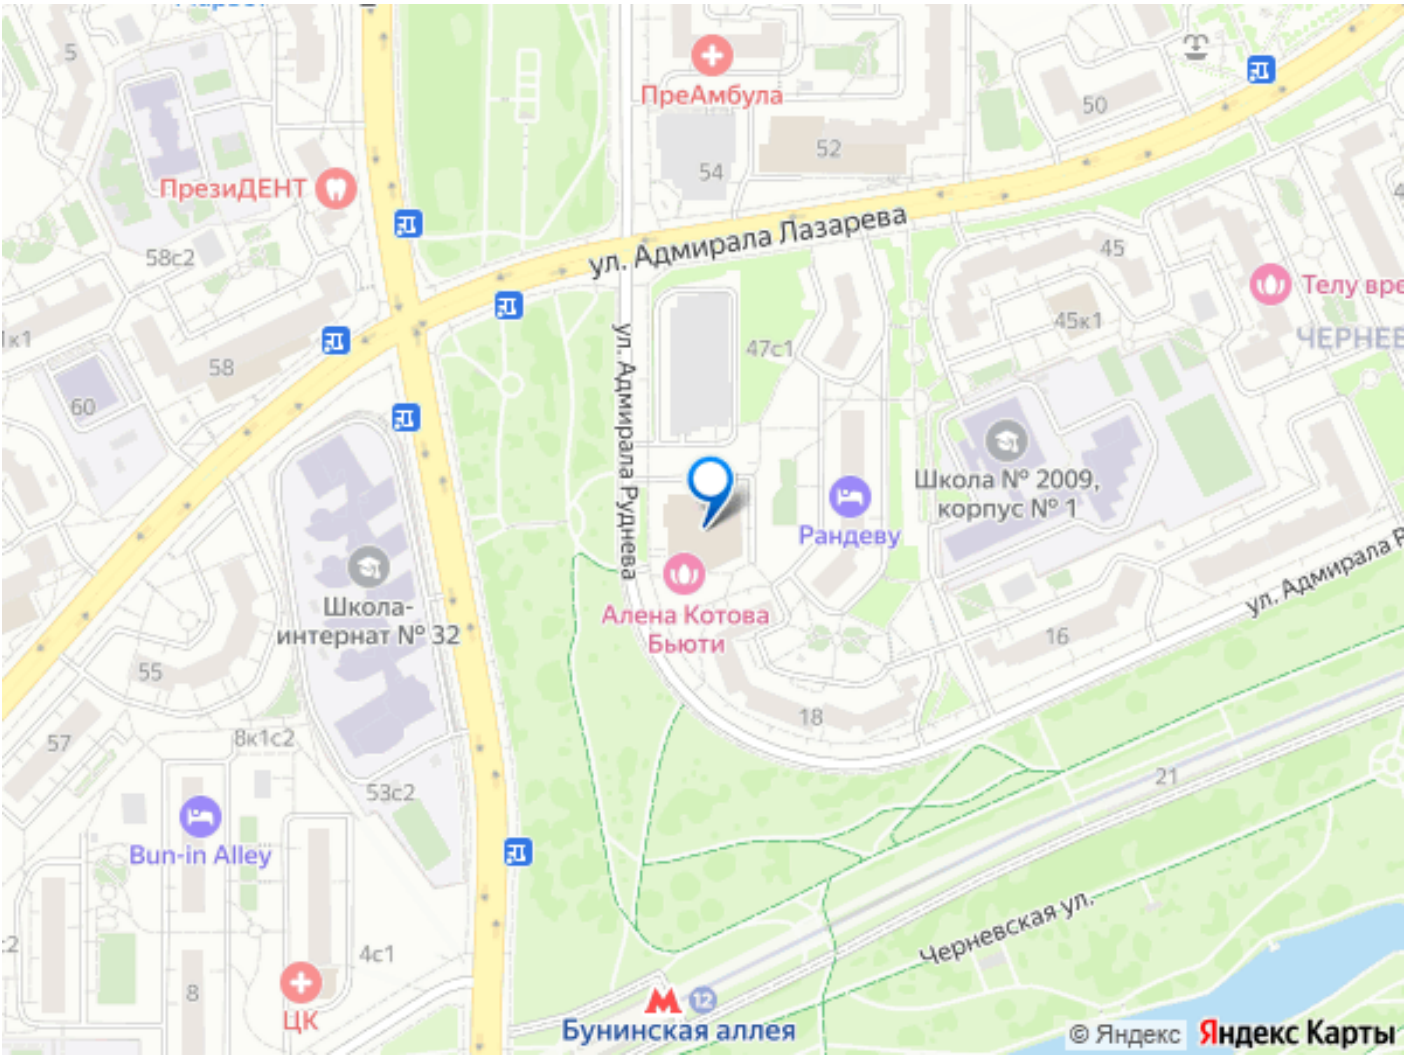 5
ПреАмбула
50
52
54
ПрезиДЕНТ
ул. Адмирала Лазарева
58с2
45
Телу вре
45к1
ЧЕРНЕВ
1к1
47с1
58
60
ул. Адмирала Руднева
Школа № 2009,
корпус № 1
Рандеву
Школа-
интернат № 32
Алена Котова
Бьюти
ул. Адмирала Р
16
55
18
57
8к1с2
21
53с2
Bun-in Alley
Черневская ул.
:2
4с1
8
ЦК
М 12
Бунинская аллея
© Яндекс Яндекс Карты